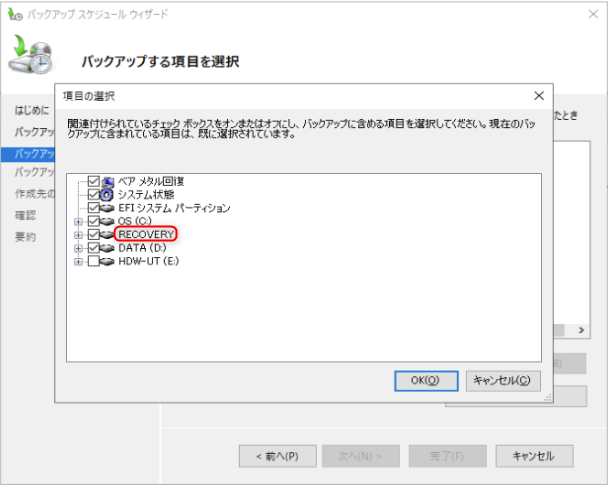 バックアップ スケジュール ウィザード
バックアップする項目を選択
項目の選択
関連付けられているチェック ボックスをオンまたはオフにし、バックアップに含める項目を選択してください。現在のバッ
クアップに含まれている項目は、既に選択されています。
ベア メタル回復
システム状態
EFI システム パーティション
OS (C:)
RECOVERY
DATA (D:)
HDW-UT (E:)
OK(O)
キャンセル(C)
はじめに
バックアッ
バックアッ
バックアッ
作成先の
確認
要約
たとき
R)
< 前へ(P)
次へ(N) >
完了(F)
キャンセル